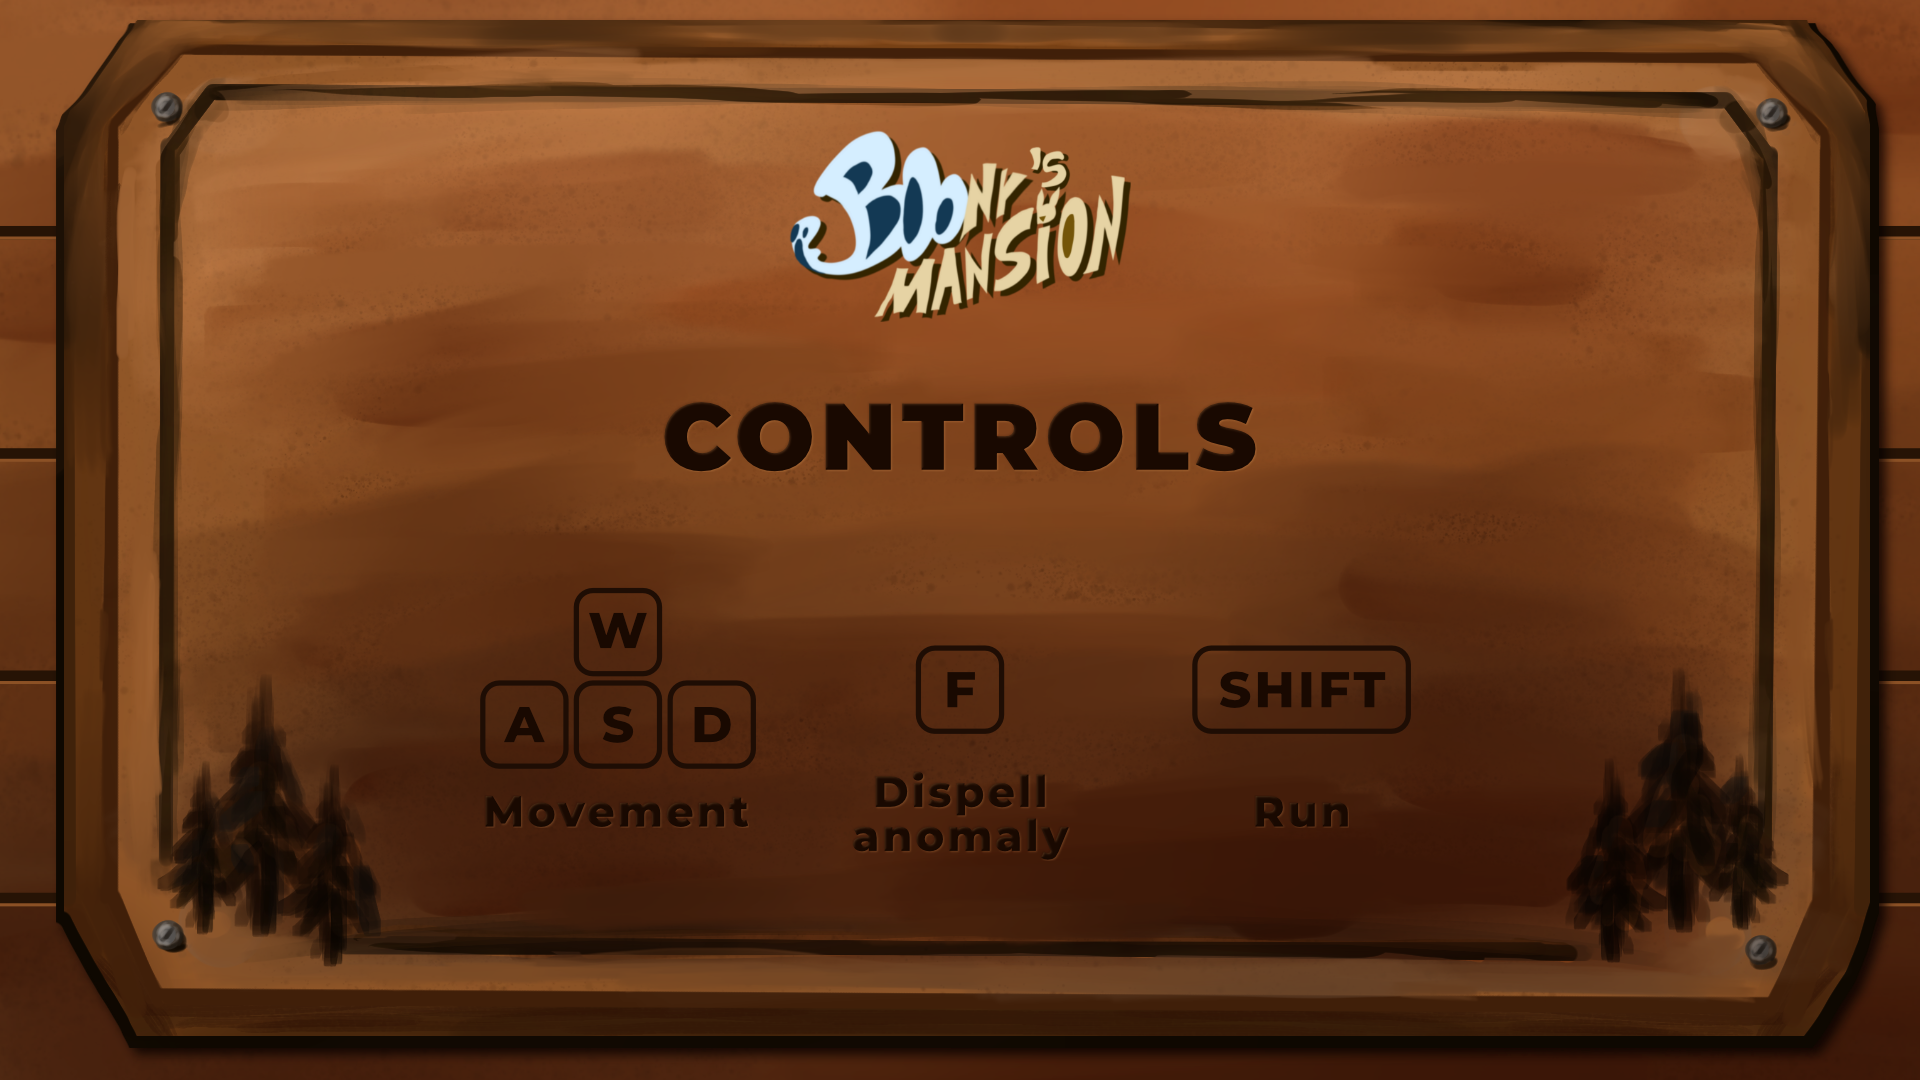 BOONY'S
MANSION
CONTROLS
W
A S D
F
SHIFT
Movement
Dispell
anomaly
Run